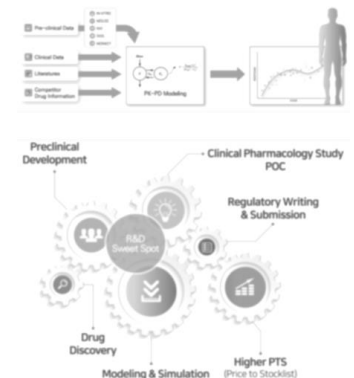 Pre-clinical Data
Clinical Data
Literatures
Competitor
Drug Information
PK-PD Modeling
Preclinical
Development
Clinical Pharmacology Study
POC
Regulatory Writing
& Submission
R&D
Sweet Spot
Drug
Discovery
Modeling & Simulation
Higher PTS
(Price to Stocklist)